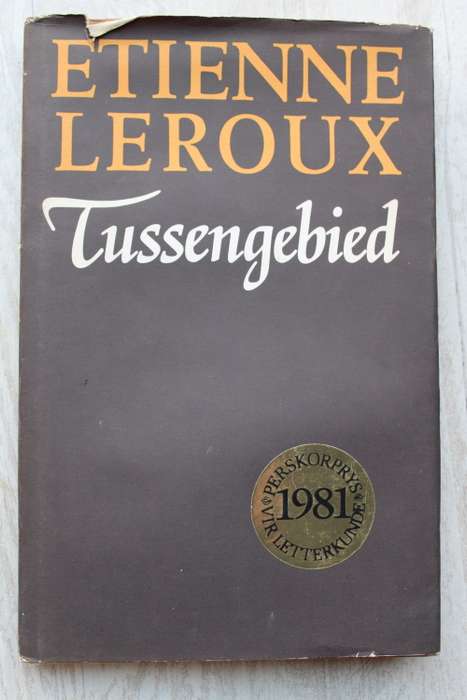 ETIENNE
LEROUX
Tussengebied
PERSKORPRYS
1981
VIR LETTERKUNDE